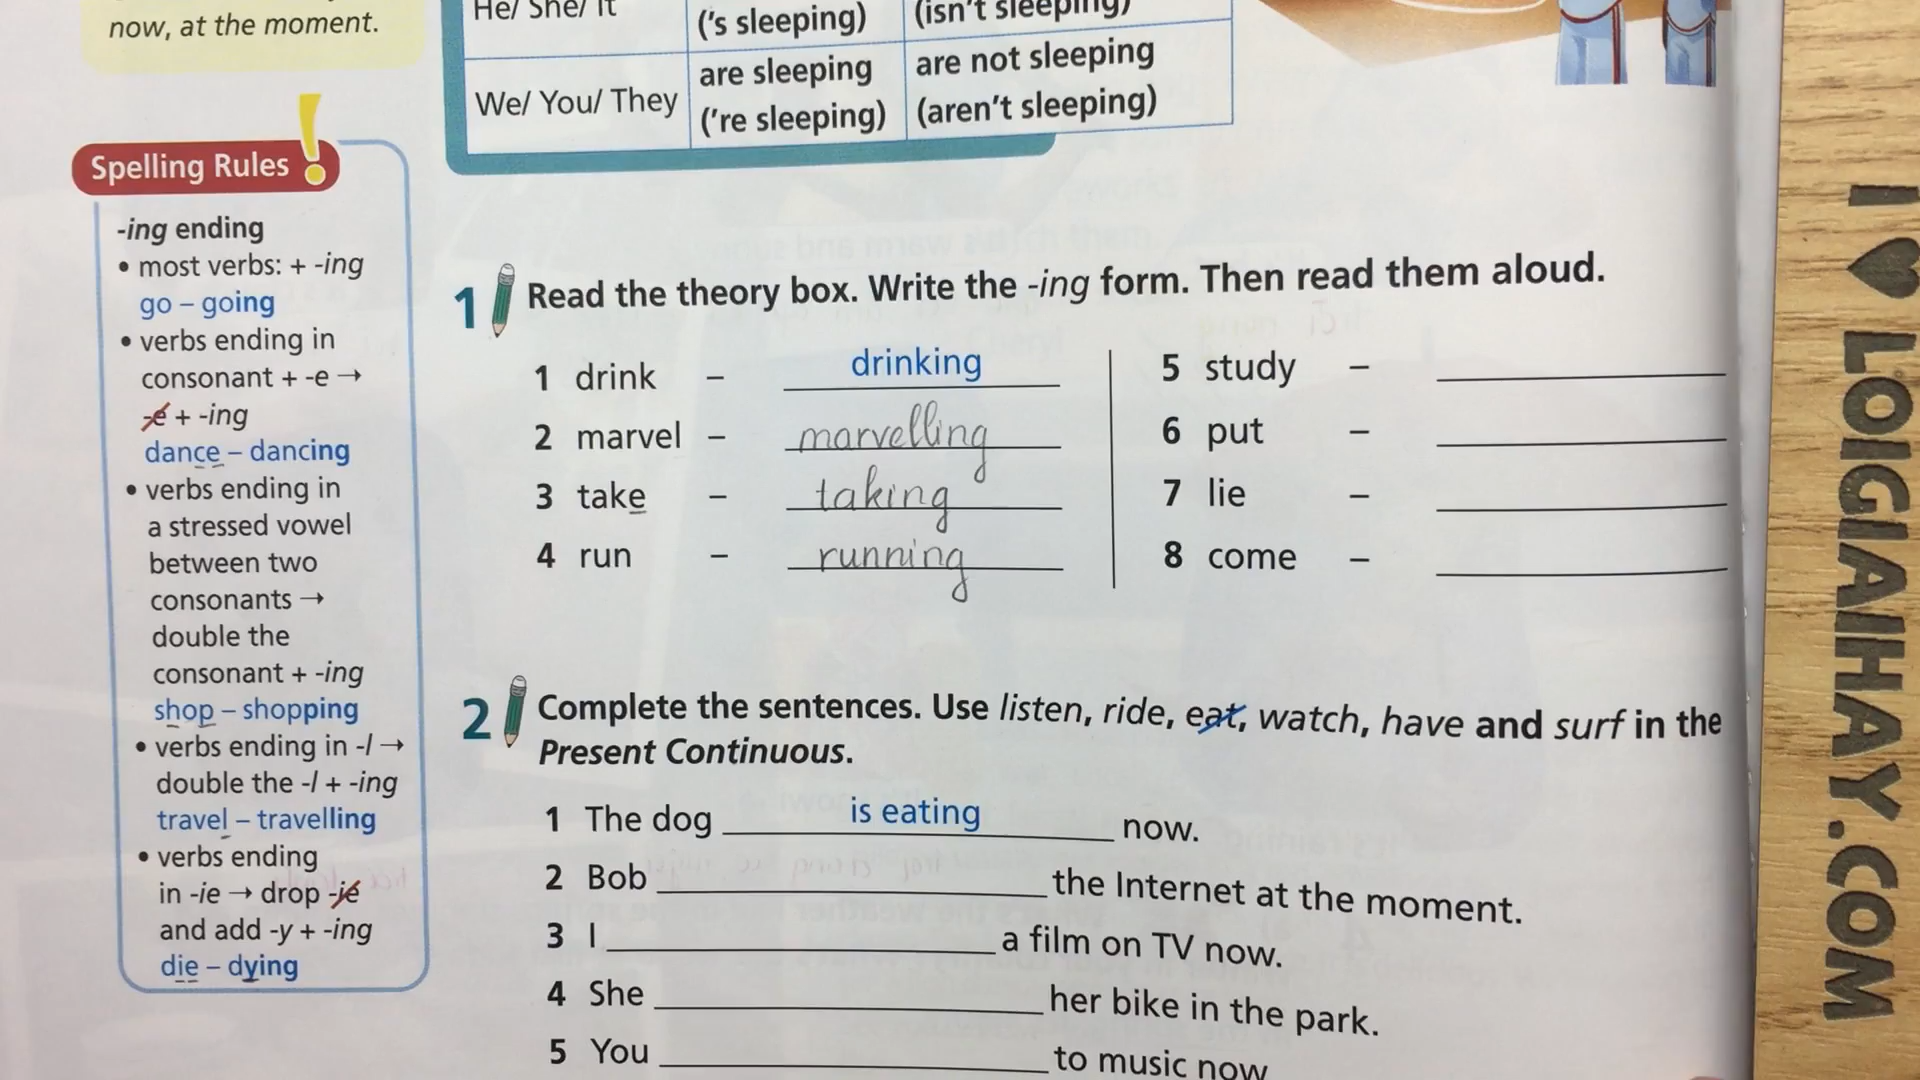 now, at the moment.
He/ She/ It
('s sleeping)
(isn't sleeping)
We/ You/ They
are sleeping
('re sleeping)
are not sleeping
(aren't sleeping)
Spelling Rules !
-ing ending
• most verbs: + -ing
go – going
• verbs ending in
consonant + -e →
-e + -ing
dance – dancing
• verbs ending in
a stressed vowel
between two
consonants →
double the
consonant + -ing
shop – shopping
• verbs ending in -l →
double the -l + -ing
travel – travelling
• verbs ending
in -ie → drop -ie
and add -y + -ing
die – dying
1 Read the theory box. Write the -ing form. Then read them aloud.
1 drink – drinking
2 marvel – marvelling
3 take – taking
4 run – running
5 study –
6 put –
7 lie –
8 come –
2 Complete the sentences. Use listen, ride, eat, watch, have and surf in the
Present Continuous.
1 The dog is eating now.
2 Bob ____ the Internet at the moment.
3 I ____ a film on TV now.
4 She ____ her bike in the park.
5 You ____ to music now
I ♥ LOIGIAIHAY.COM